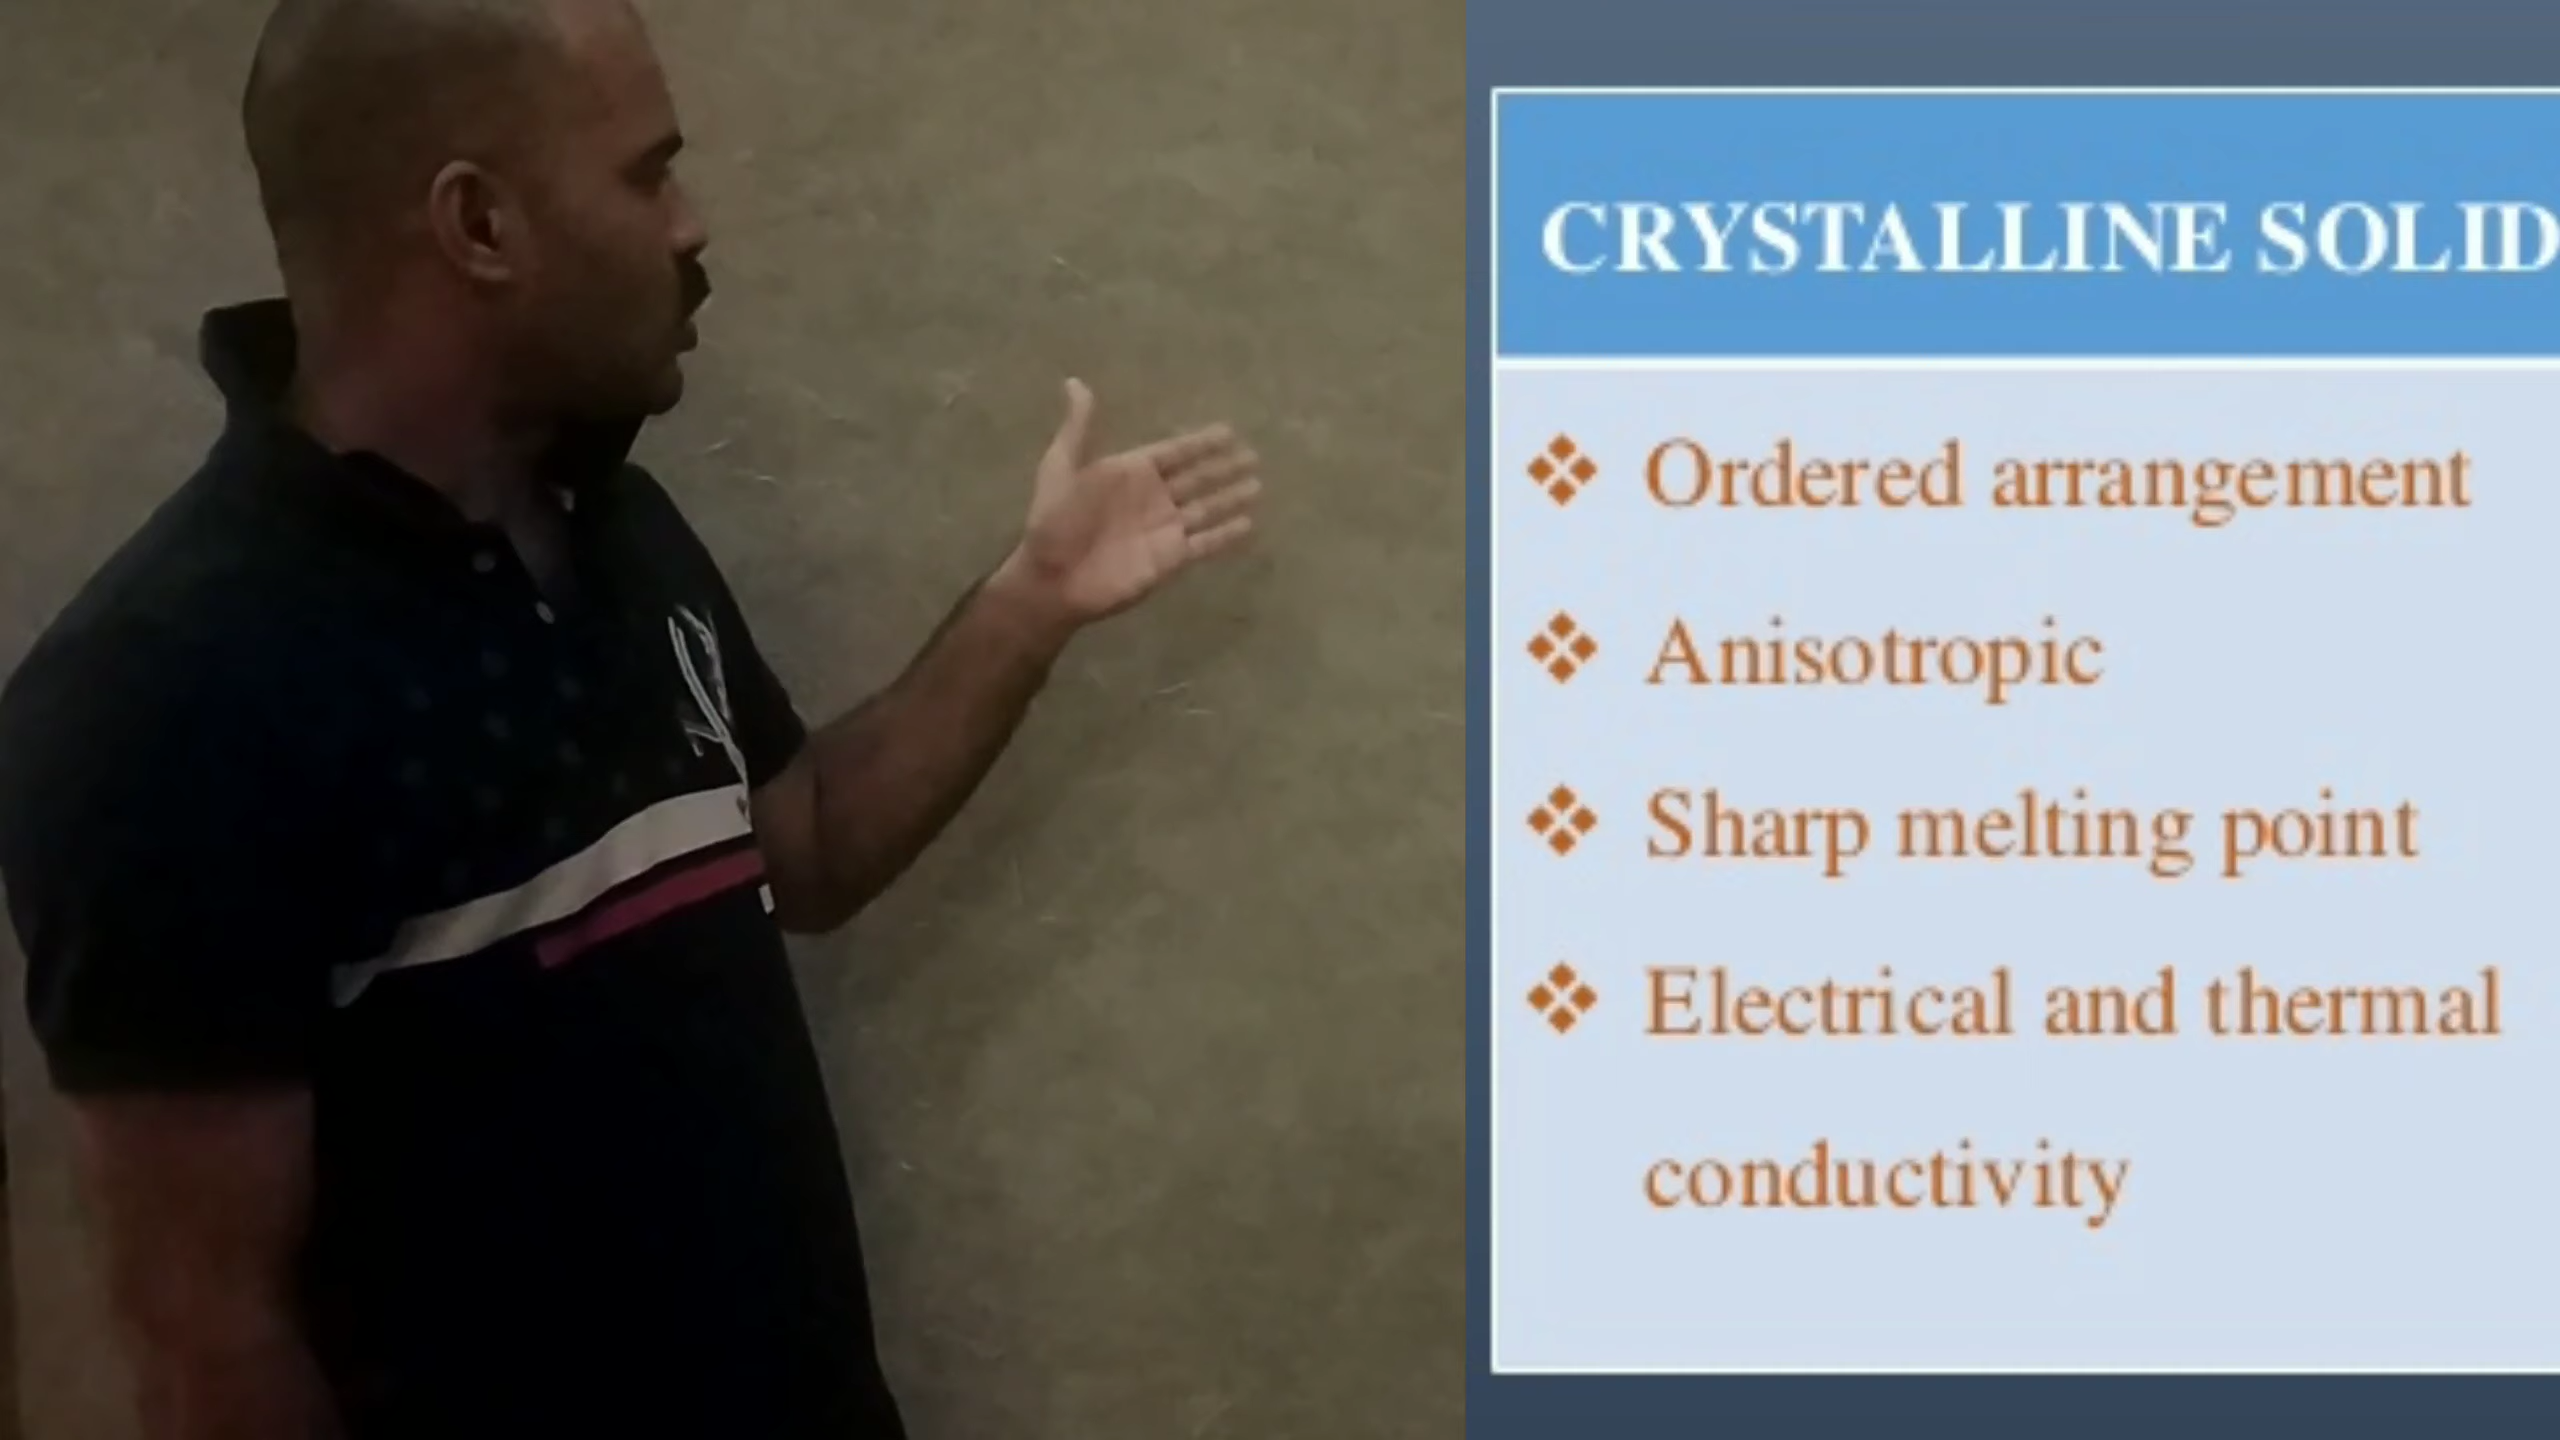 CRYSTALLINE SOLID
❖ Ordered arrangement
❖ Anisotropic
❖ Sharp melting point
❖ Electrical and thermal
conductivity